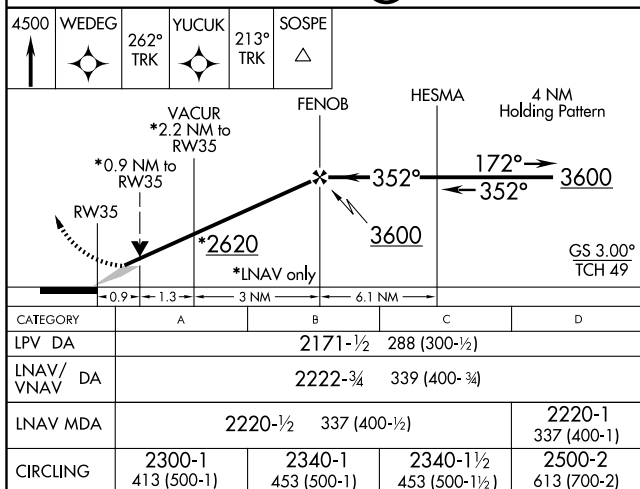 4500 WEDEG 262° TRK YUCUK 213° TRK SOSPE
VACUR
*2.2 NM to
RW35
FENOB
HESMA
4 NM
Holding Pattern
*0.9 NM to
RW35
RW35
352°
172°
352°
3600
*2620
3600
*LNAV only
GS 3.00°
TCH 49
0.9 1.3 3 NM 6.1 NM
CATEGORY A B C D
LPV DA 2171-½ 288 (300-½)
LNAV/VNAV DA 2222-¾ 339 (400-¾)
LNAV MDA 2220-½ 337 (400-½) 2220-1 337 (400-1)
CIRCLING 2300-1 413 (500-1) 2340-1 453 (500-1) 2340-1½ 453 (500-1½) 2500-2 613 (700-2)